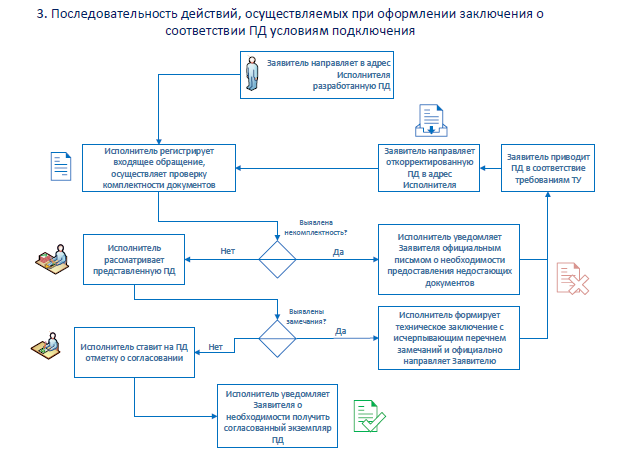 3. Последовательность действий, осуществляемых при оформлении заключения о
соответствии ПД условиям подключения
Заявитель направляет в адрес
Исполнителя
разработанную ПД
Исполнитель регистрирует
входящее обращение,
осуществляет проверку
комплектности документов
Заявитель направляет
откорректированную
ПД в адрес
Исполнителя
Заявитель приводит
ПД в соответствие
требованиям ТУ
Выявлена
некомплектность?
Исполнитель
рассматривает
представленную ПД
Нет
Да
Исполнитель уведомляет
Заявителя официальным
письмом о необходимости
предоставления недостающих
документов
Выявлены
замечания?
Исполнитель ставит на ПД
отметку о согласовании
Нет
Да
Исполнитель формирует
техническое заключение с
исчерпывающим перечнем
замечаний и официально
направляет Заявителю
Исполнитель уведомляет
Заявителя о
необходимости получить
согласованный экземпляр
ПД